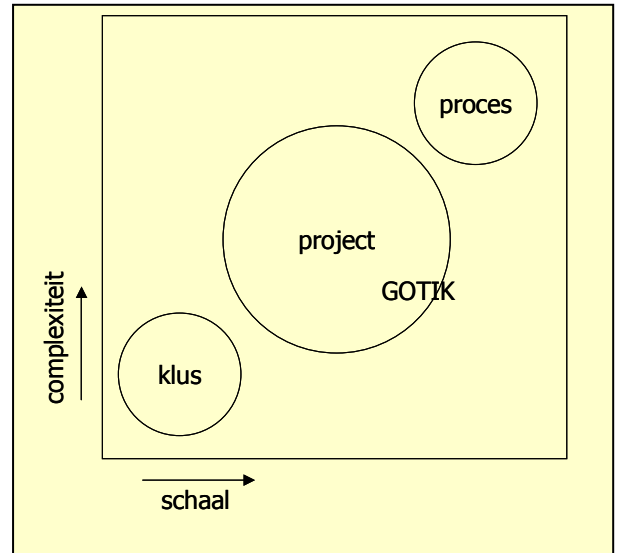 proces
project
GOTIK
complexiteit
klus
schaal